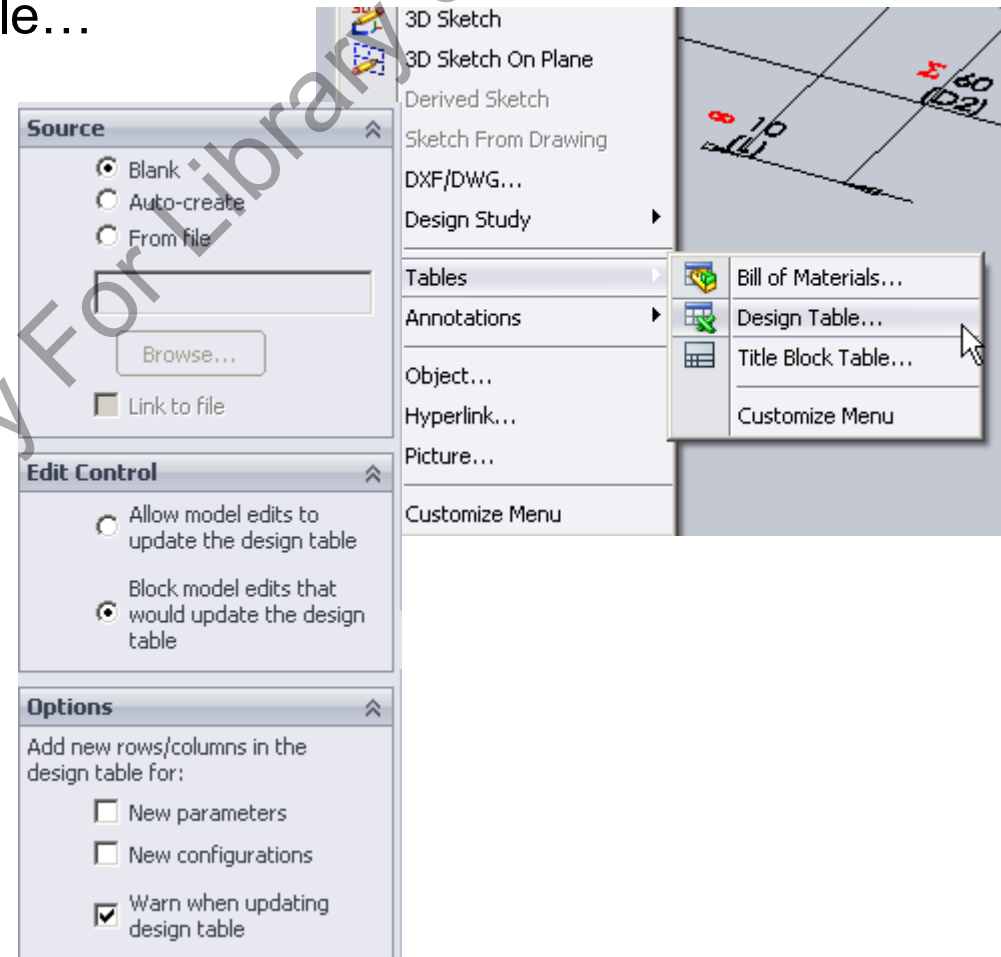 le…
3D Sketch
3D Sketch On Plane
Derived Sketch
Sketch From Drawing
DXF/DWG...
Design Study
Tables
Annotations
Object...
Hyperlink...
Picture...
Customize Menu
Bill of Materials...
Design Table...
Title Block Table...
Customize Menu
∞ 10
(L)
Σ 60
(D2)
Source
Blank
Auto-create
From file
Browse...
Link to file
Edit Control
Allow model edits to
update the design table
Block model edits that
would update the design
table
Options
Add new rows/columns in the
design table for:
New parameters
New configurations
Warn when updating
design table
y For Library